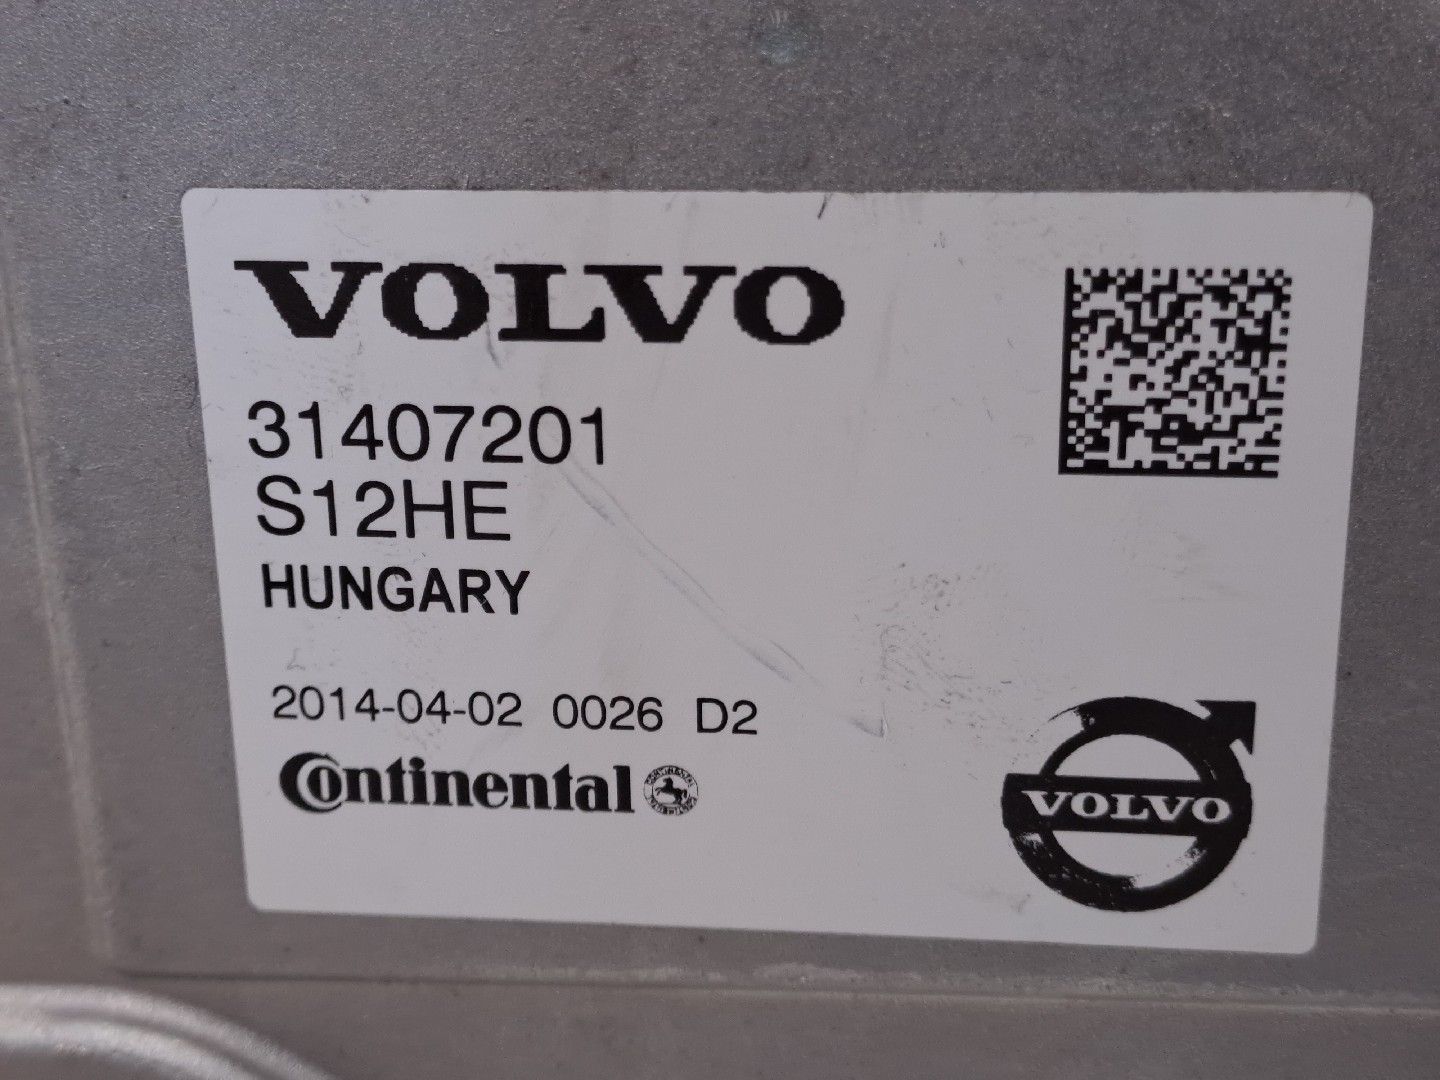 VOLVO
31407201
S12HE
HUNGARY
2014-04-02 0026 D2
Continental
VOLVO